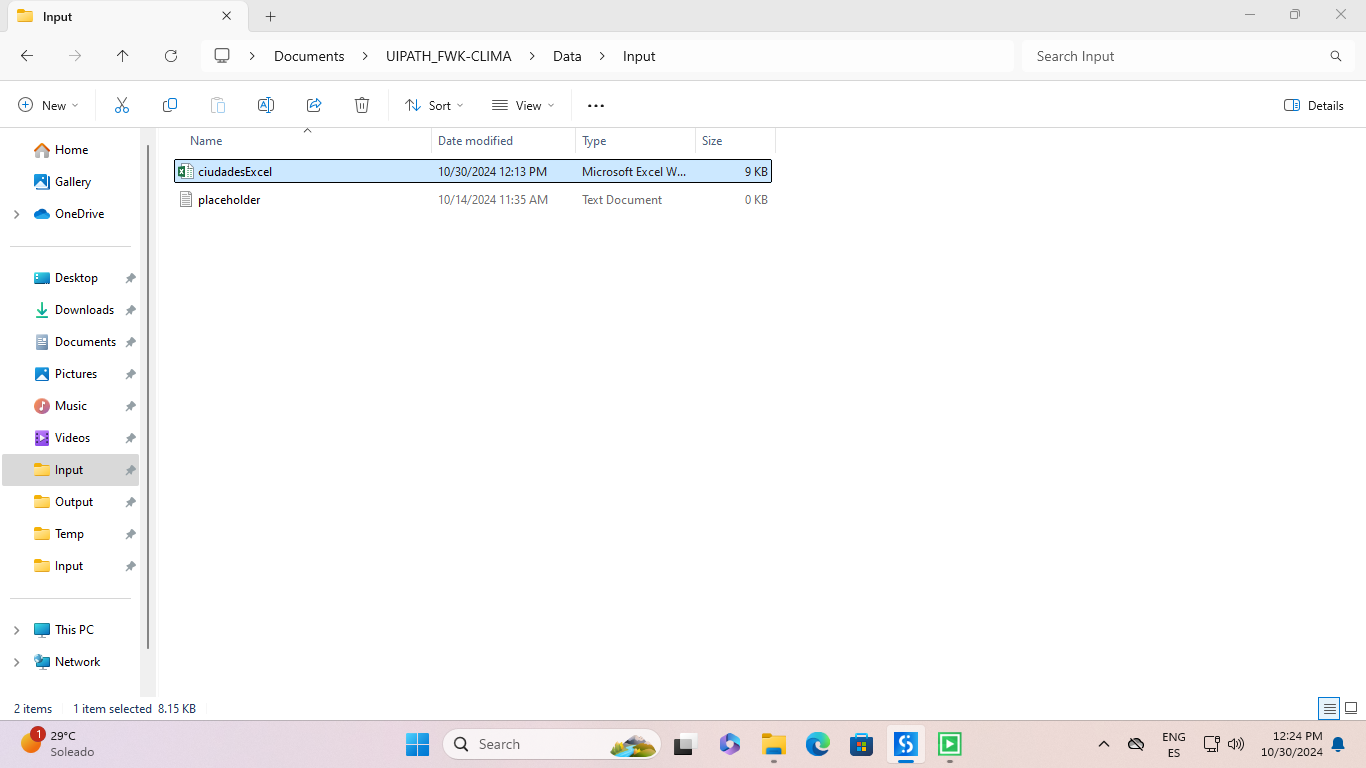 Input
Documents
UIPATH_FWK-CLIMA
Data
Input
Search Input
New
Sort
View
Details
Name
Date modified
Type
Size
ciudadesExcel
10/30/2024 12:13 PM
Microsoft Excel W...
9 KB
placeholder
10/14/2024 11:35 AM
Text Document
0 KB
Home
Gallery
OneDrive
Desktop
Downloads
Documents
Pictures
Music
Videos
Input
Output
Temp
Input
This PC
Network
2 items
1 item selected 8.15 KB
1
29°C
Soleado
Search
ENG
ES
12:24 PM
10/30/2024